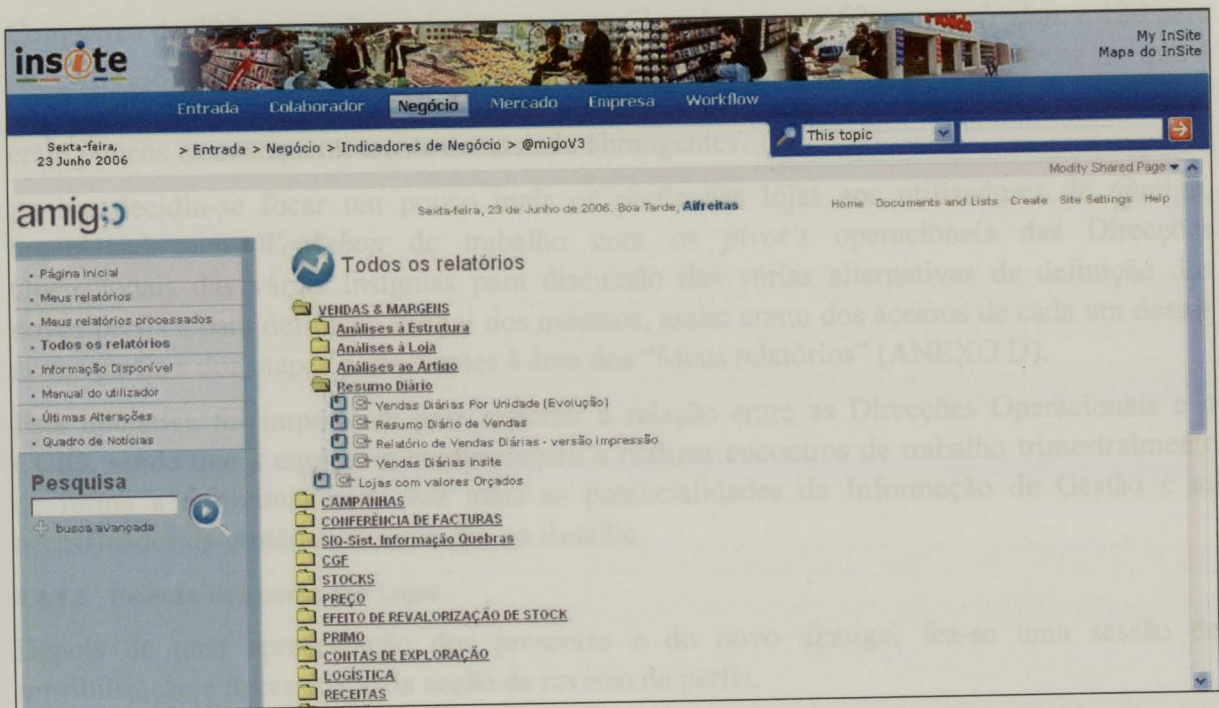 insite
My InSite
Mapa do InSite
Entrada Colaborador Negócio Mercado Empresa Workflow
Sexta-feira, 23 Junho 2006
> Entrada > Negócio > Indicadores de Negócio > @migoV3
This topic
Modify Shared Page
amig;o
Sexta-feira, 23 de Junho de 2006. Boa Tarde, Alfreitas
Home Documents and Lists Create Site Settings Help
Página Inicial
Meus relatórios
Meus relatórios processados
Todos os relatórios
Informação Disponível
Manual do utilizador
Últimas Alterações
Quadro de Notícias
Pesquisa
busca avançada
Todos os relatórios
VENDAS & MARGENS
Análises à Estrutura
Análises à Loja
Análises ao Artigo
Resumo Diário
Vendas Diárias Por Unidade (Evolução)
Resumo Diário de Vendas
Relatório de Vendas Diárias - versão impressão
Vendas Diárias Insite
Lojas com valores Orçados
CAMPANHAS
CONFERÊNCIA DE FACTURAS
SIQ-Sist. Informação Quebras
CGF
STOCKS
PREÇO
EFEITO DE REVALORIZAÇÃO DE STOCK
PRIMO
CONTAS DE EXPLORAÇÃO
LOGÍSTICA
RECEITAS